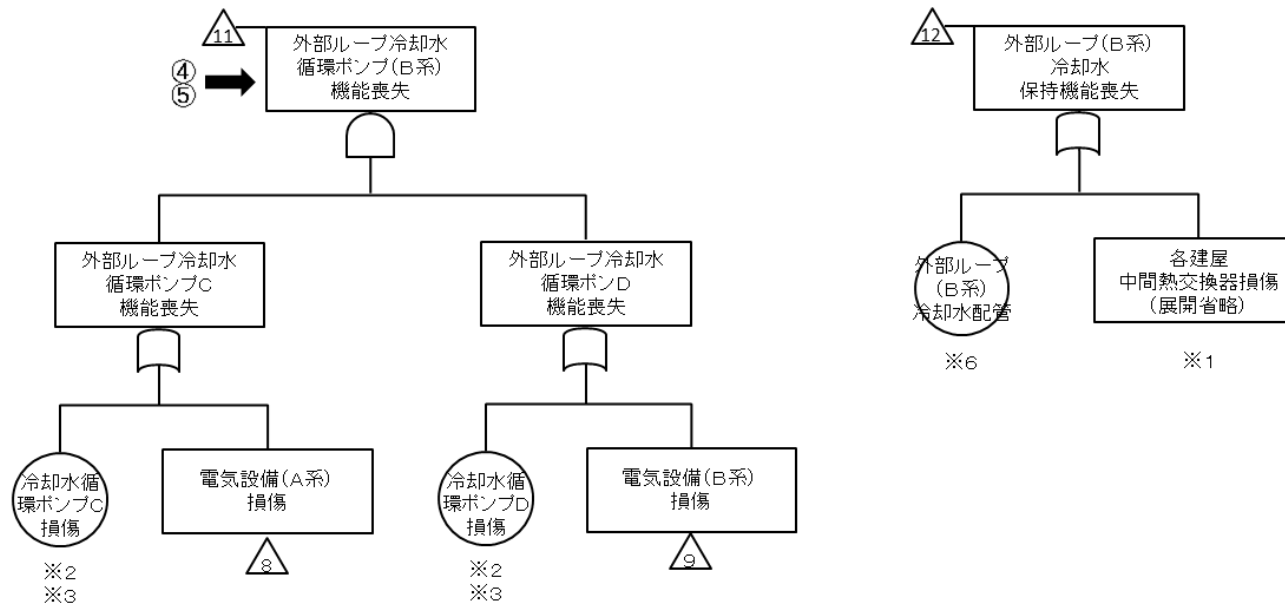 11
外部ループ冷却水
循環ポンプ(B系)
機能喪失
④
⑤
外部ループ冷却水
循環ポンプC
機能喪失
外部ループ冷却水
循環ポンD
機能喪失
冷却水循
環ポンプC
損傷
※2
※3
電気設備(A系)
損傷
8
冷却水循
環ポンプD
損傷
※2
※3
電気設備(B系)
損傷
9
12
外部ループ(B系)
冷却水
保持機能喪失
外部ループ
(B系)
冷却水配管
※6
各建屋
中間熱交換器損傷
(展開省略)
※1